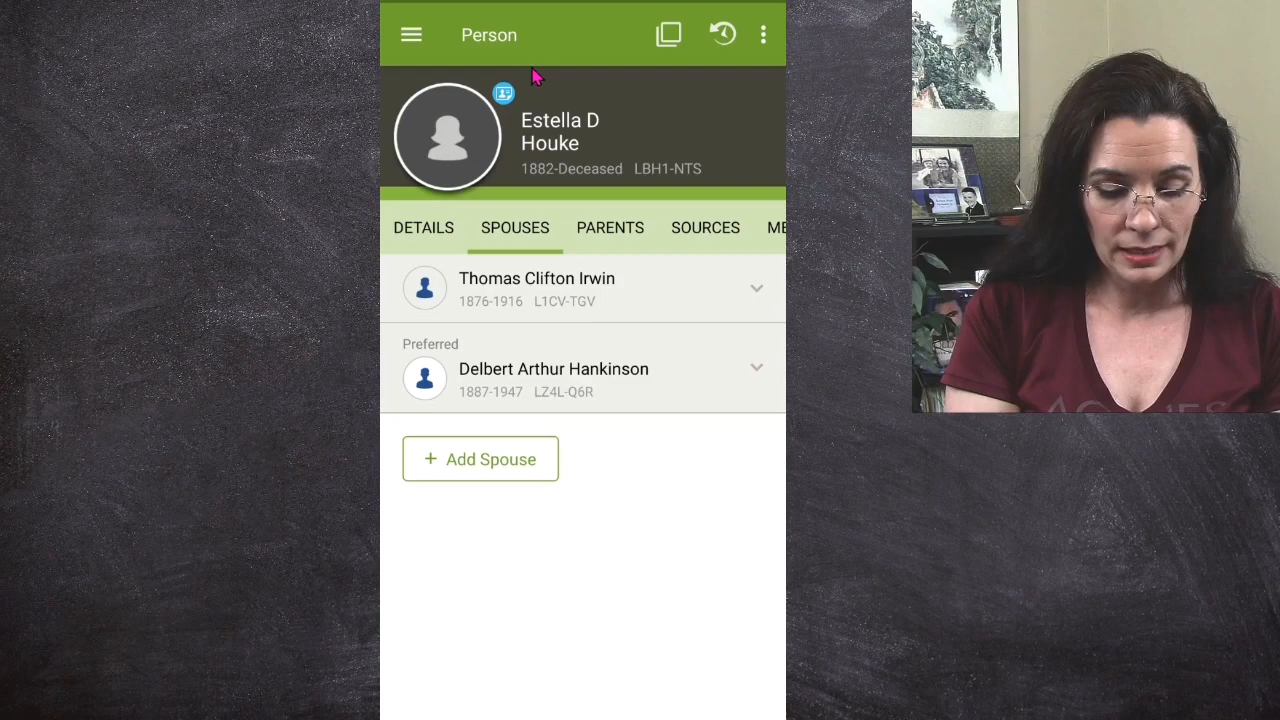 Person
Estella D
Houke
1882-Deceased LBH1-NTS
DETAILS SPOUSES PARENTS SOURCES ME
Thomas Clifton Irwin
1876-1916 L1CV-TGV
Preferred
Delbert Arthur Hankinson
1887-1947 LZ4L-Q6R
+ Add Spouse